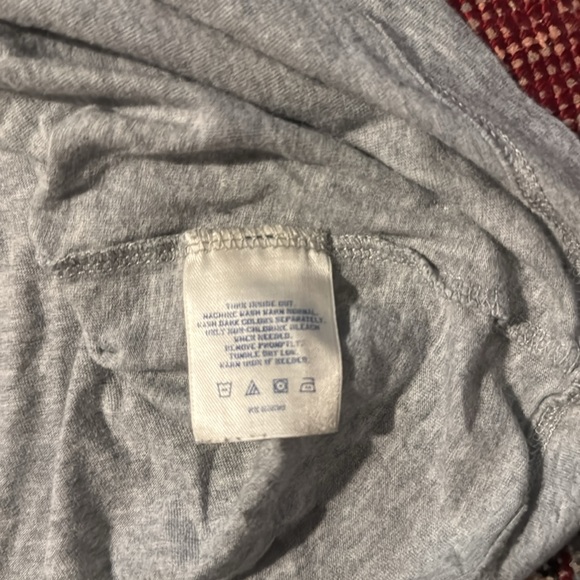 TURN INSIDE OUT.
MACHINE WASH WARM NORMAL.
WASH DARK COLOURS SEPARATELY.
ONLY NON-CHLORINE BLEACH
WHEN NEEDED.
REMOVE PROMPTLY.
TUMBLE DRY LOW.
WARM IRON IF NEEDED.